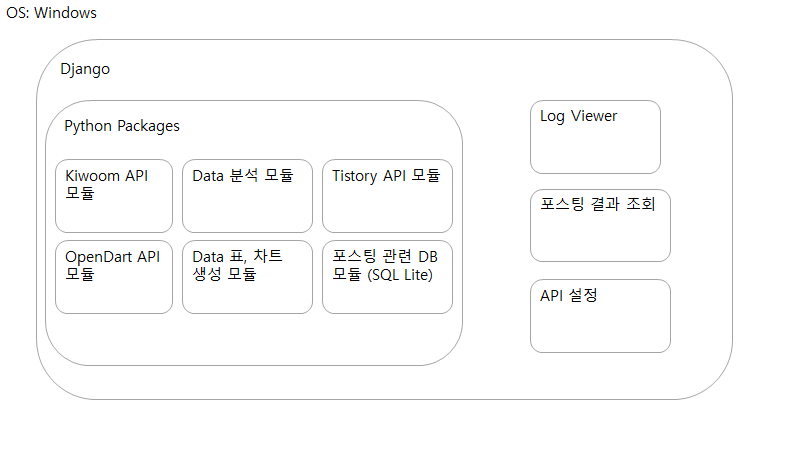 OS: Windows
Django
Python Packages
Kiwoom API
모듈
Data 분석 모듈
Tistory API 모듈
OpenDart API
모듈
Data 표, 차트
생성 모듈
포스팅 관련 DB
모듈 (SQL Lite)
Log Viewer
포스팅 결과 조회
API 설정